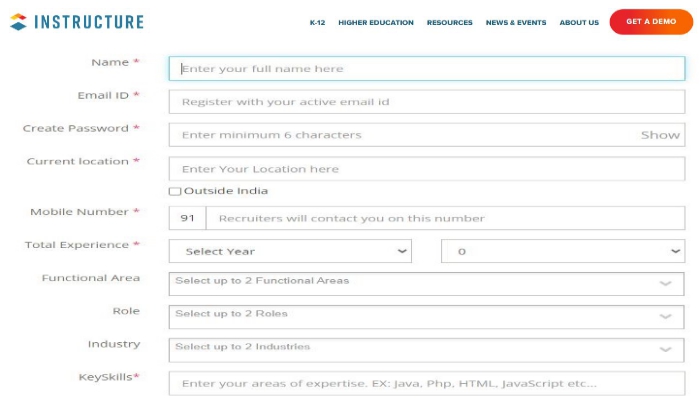 INSTRUCTURE K-12 HIGHER EDUCATION RESOURCES NEWS & EVENTS ABOUT US GET A DEMO
Name * Enter your full name here
Email ID * Register with your active email id
Create Password * Enter minimum 6 characters Show
Current location * Enter Your Location here
Outside India
Mobile Number * 91 Recruiters will contact you on this number
Total Experience * Select Year 0
Functional Area Select up to 2 Functional Areas
Role Select up to 2 Roles
Industry Select up to 2 Industries
KeySkills* Enter your areas of expertise. EX: Java, Php, HTML, JavaScript etc...